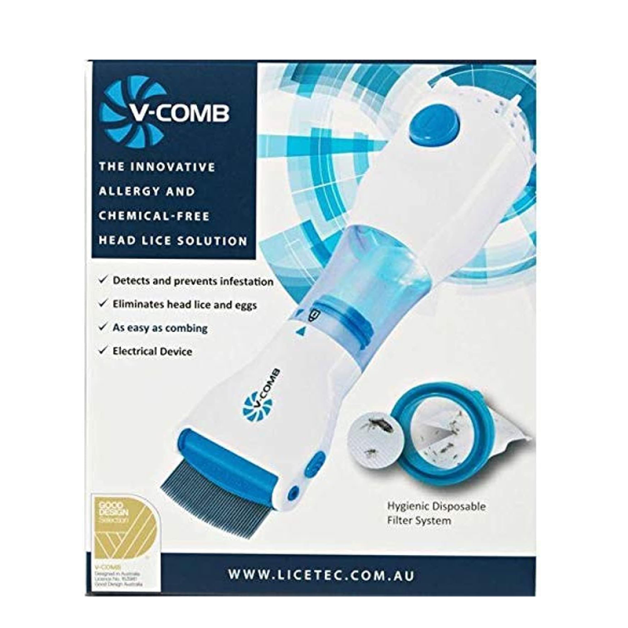 V-COMB
THE INNOVATIVE
ALLERGY AND
CHEMICAL-FREE
HEAD LICE SOLUTION
✓ Detects and prevents infestation
✓ Eliminates head lice and eggs
✓ As easy as combing
✓ Electrical Device
V-COMB
Hygienic Disposable
Filter System
GOOD
DESIGN
Selection
V-COMB
Designed in Australia
Good Design Australia
WWW.LICETEC.COM.AU